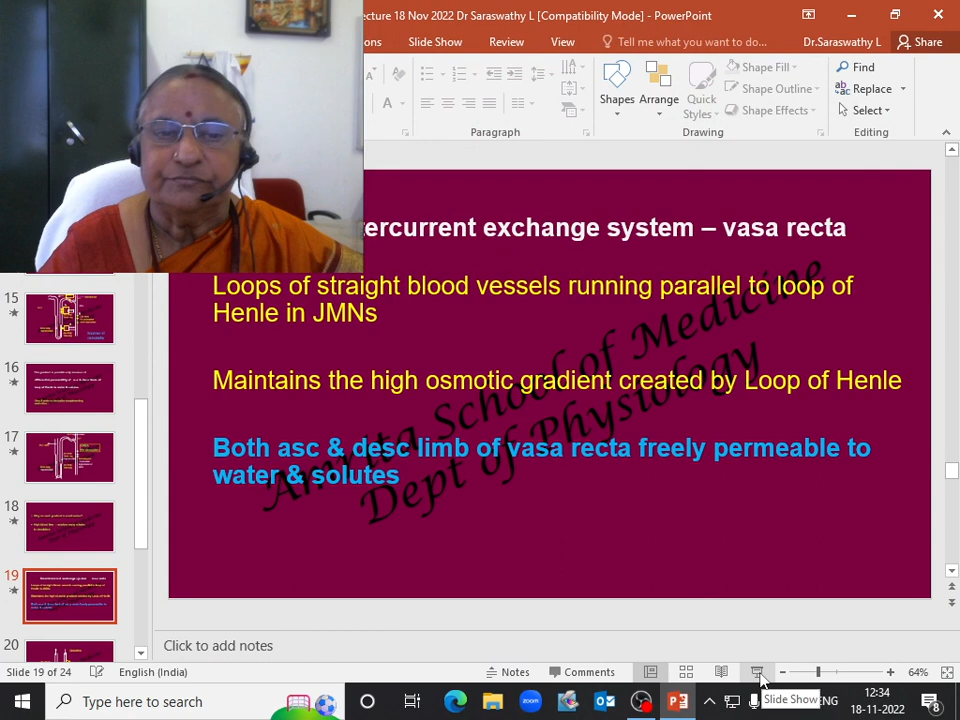 ecture 18 Nov 2022 Dr Saraswathy L [Compatibility Mode] - PowerPoint
ons Slide Show Review View Tell me what you want to do... Dr.Saraswathy L Share
Shapes Arrange Quick Styles
Shape Fill
Shape Outline
Shape Effects
Find
Replace
Select
Paragraph Drawing Editing
tercurrent exchange system – vasa recta
Loops of straight blood vessels running parallel to loop of
Henle in JMNs
Maintains the high osmotic gradient created by Loop of Henle
Both asc & desc limb of vasa recta freely permeable to
water & solutes
Amrita School of Medicine
Dept of Physiology
15
16
17
18
19
20
Click to add notes
Slide 19 of 24 English (India) Notes Comments 64%
Slide Show
Type here to search zoom ENG 12:34
18-11-2022 8